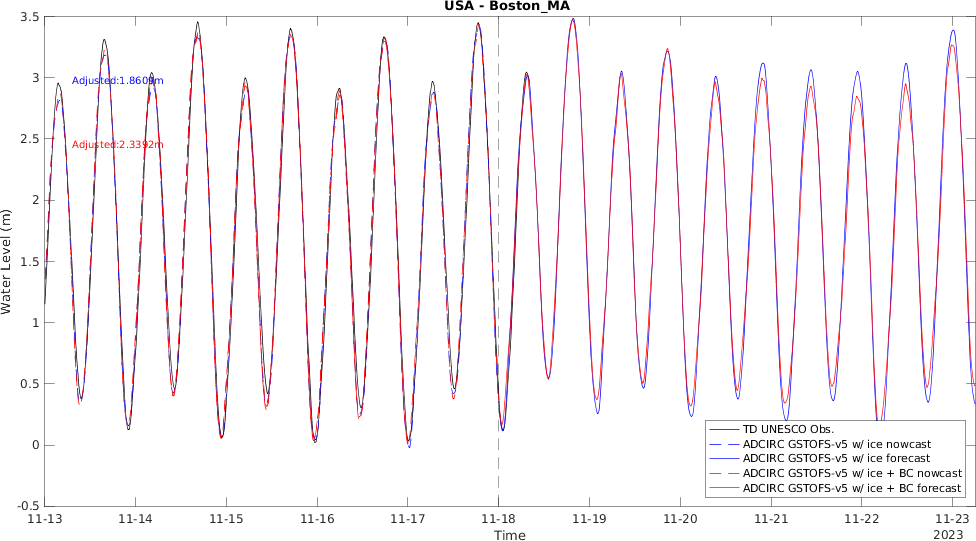 USA - Boston_MA
3.5
3
2.5
2
1.5
1
0.5
0
-0.5
Water Level (m)
Adjusted:1.8609m
Adjusted:2.3392m
TD UNESCO Obs.
ADCIRC GSTOFS-v5 w/ ice nowcast
ADCIRC GSTOFS-v5 w/ ice forecast
ADCIRC GSTOFS-v5 w/ ice + BC nowcast
ADCIRC GSTOFS-v5 w/ ice + BC forecast
11-13 11-14 11-15 11-16 11-17 11-18 11-19 11-20 11-21 11-22 11-23
Time
2023